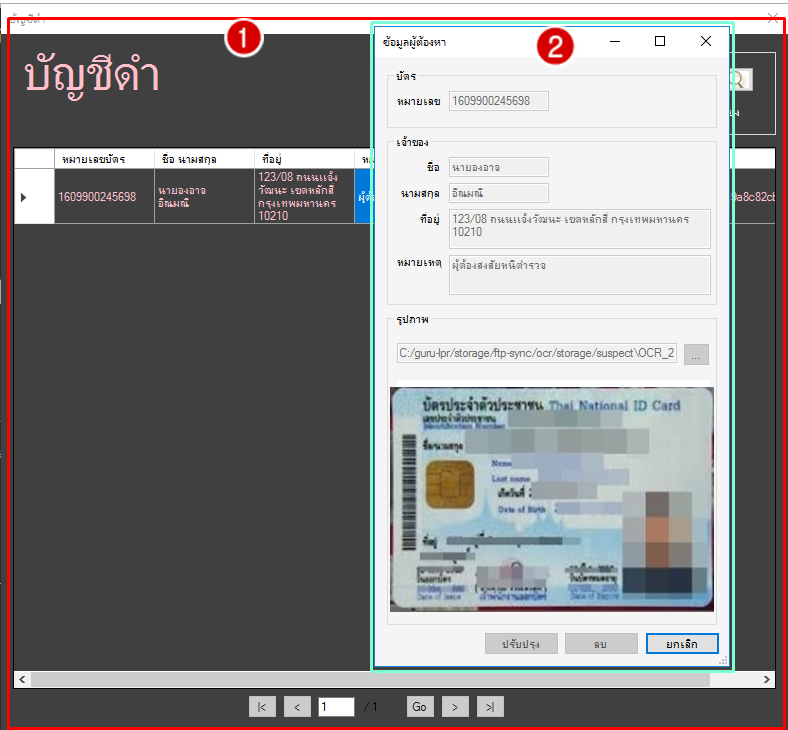 บัญชีดำ
1
บัญชีดำ
หมายเลขบัตร
ชื่อ นามสกุล
ที่อยู่
1609900245698
นายองอาจ
อิณมณี
123/08 ถนนแจ้ง
วัฒนะ เขตหลักสี่
กรุงเทพมหานคร
10210
9a8c82cb
|<
<
1
/ 1
Go
>
>|
ข้อมูลผู้ต้องหา
2
บัตร
หมายเลข
1609900245698
เจ้าของ
ชื่อ
นายองอาจ
นามสกุล
อิณมณี
ที่อยู่
123/08 ถนนแจ้งวัฒนะ เขตหลักสี่ กรุงเทพมหานคร
10210
หมายเหตุ
ผู้ต้องสงสัยหนีตำรวจ
รูปภาพ
C:/guru-lpr/storage/ftp-sync/ocr/storage/suspect\OCR_2
...
บัตรประจำตัวประชาชน Thai National ID Card
เลขประจำตัวประชาชน
Identification Number
ชื่อและสกุล
Name
Last name
เกิดวันที่
Date of Birth
ที่อยู่
วันออกบัตร
Date of Issue
เจ้าพนักงานออกบัตร
วันบัตรหมดอายุ
Date of Expiry
ปรับปรุง
ลบ
ยกเลิก